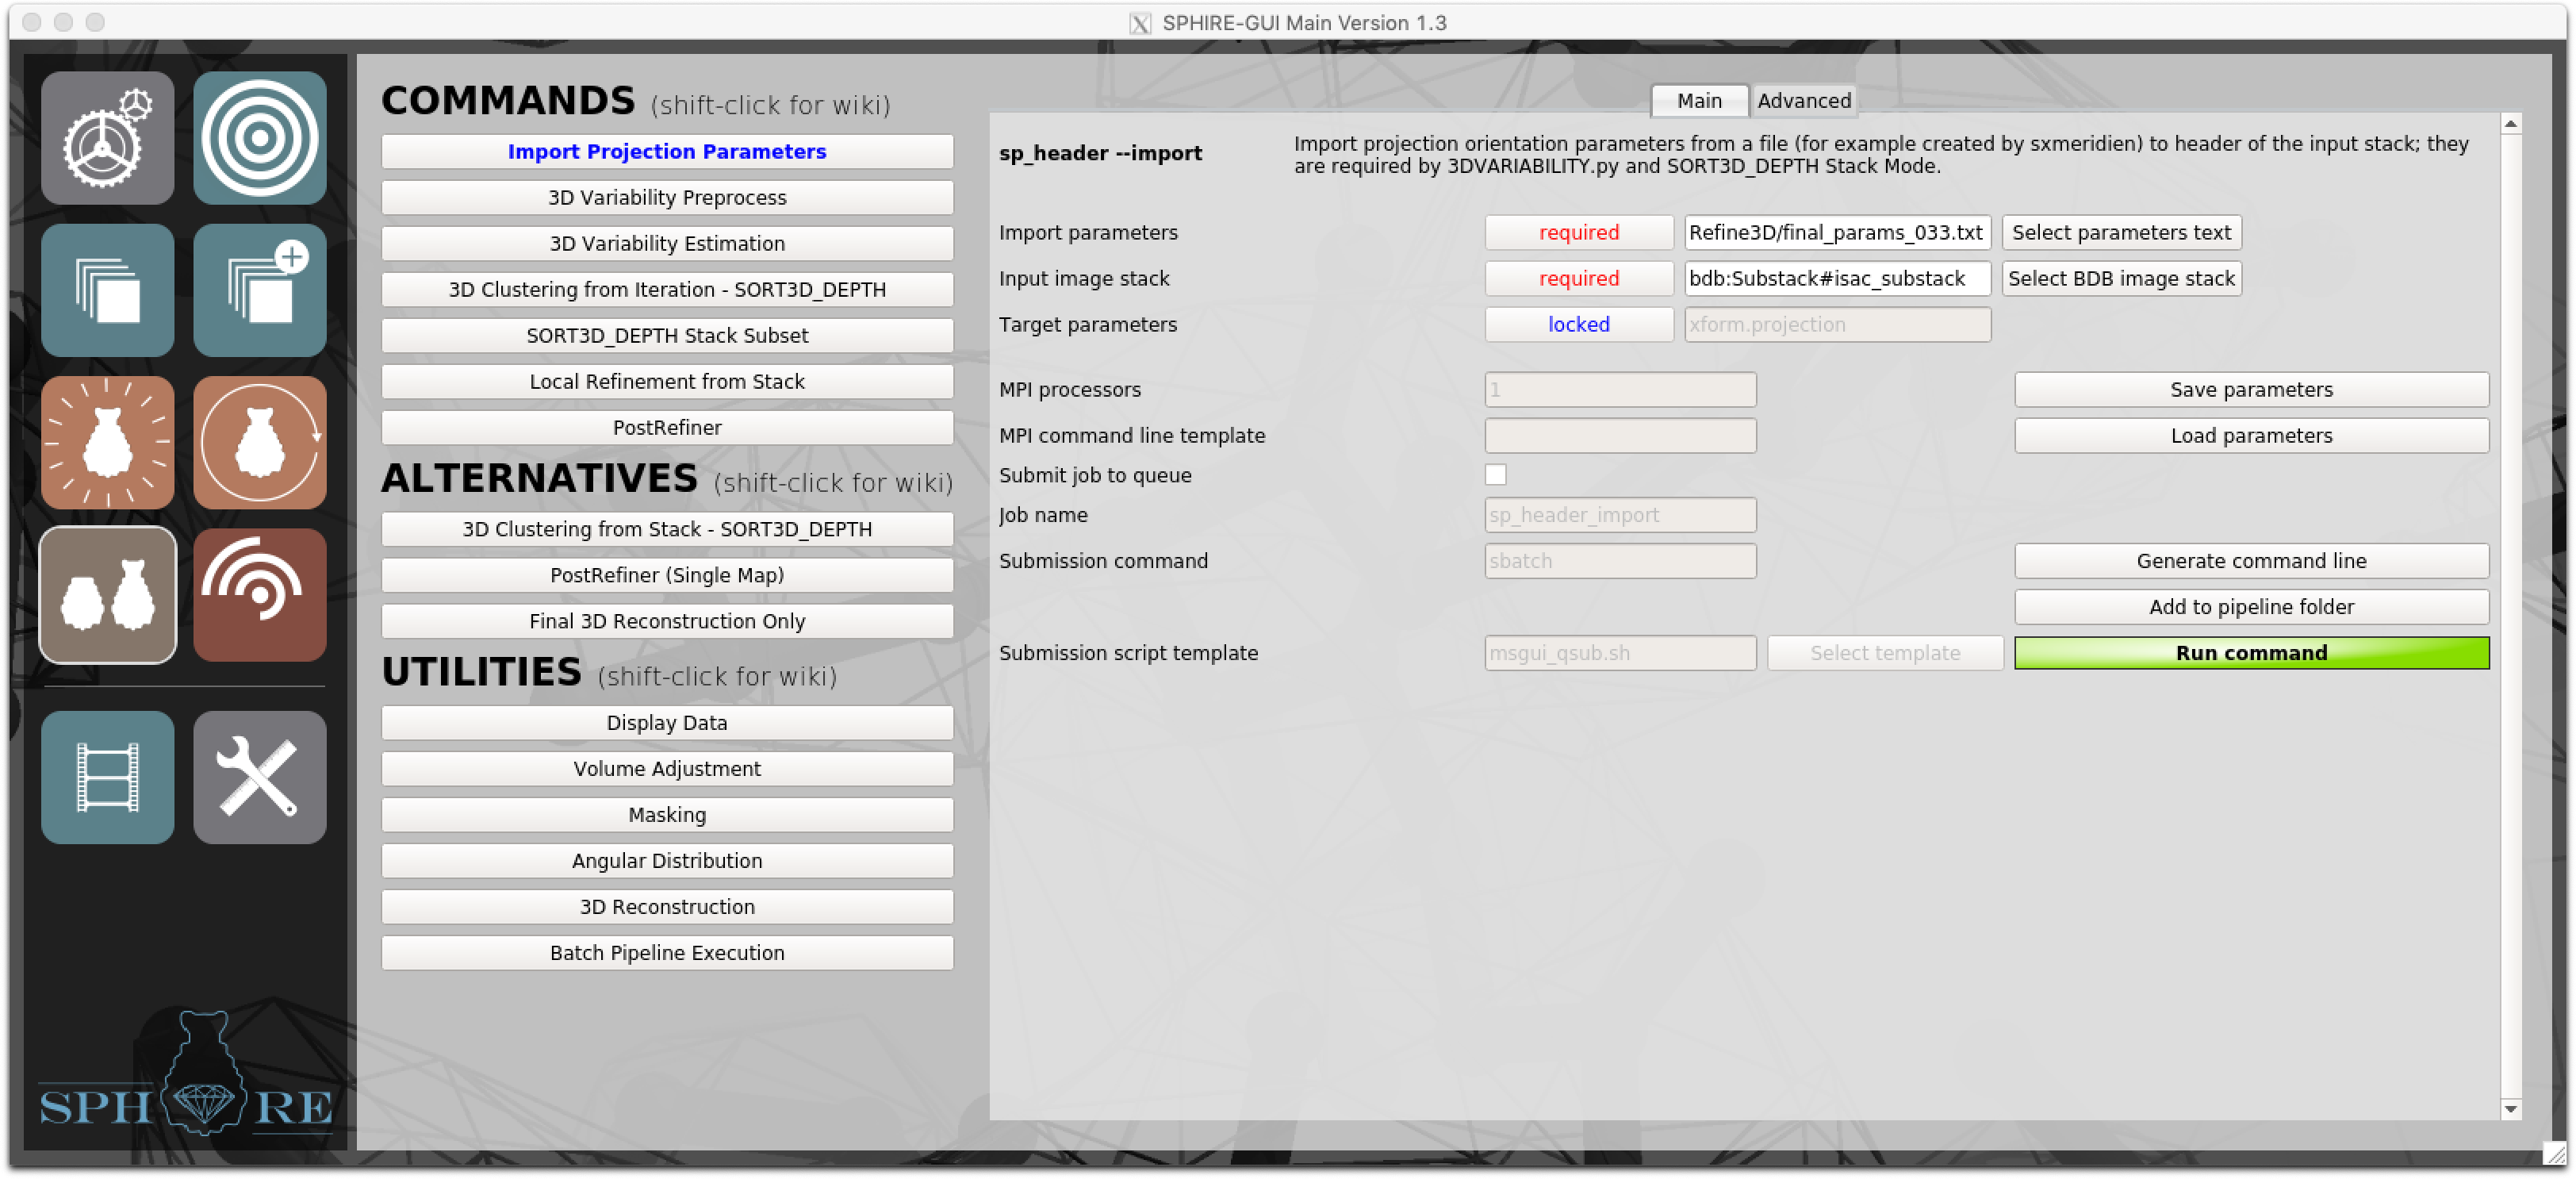 SPHIRE-GUI Main Version 1.3
COMMANDS (shift-click for wiki)
Import Projection Parameters
3D Variability Preprocess
3D Variability Estimation
3D Clustering from Iteration - SORT3D_DEPTH
SORT3D_DEPTH Stack Subset
Local Refinement from Stack
PostRefiner
ALTERNATIVES (shift-click for wiki)
3D Clustering from Stack - SORT3D_DEPTH
PostRefiner (Single Map)
Final 3D Reconstruction Only
UTILITIES (shift-click for wiki)
Display Data
Volume Adjustment
Masking
Angular Distribution
3D Reconstruction
Batch Pipeline Execution
SPH RE
Main Advanced
sp_header --import
Import projection orientation parameters from a file (for example created by sxmeridien) to header of the input stack; they
are required by 3DVARIABILITY.py and SORT3D_DEPTH Stack Mode.
Import parameters required Refine3D/final_params_033.txt Select parameters text
Input image stack required bdb:Substack#isac_substack Select BDB image stack
Target parameters locked xform.projection
MPI processors 1 Save parameters
MPI command line template Load parameters
Submit job to queue
Job name sp_header_import
Submission command sbatch Generate command line
Add to pipeline folder
Submission script template msgui_qsub.sh Select template Run command